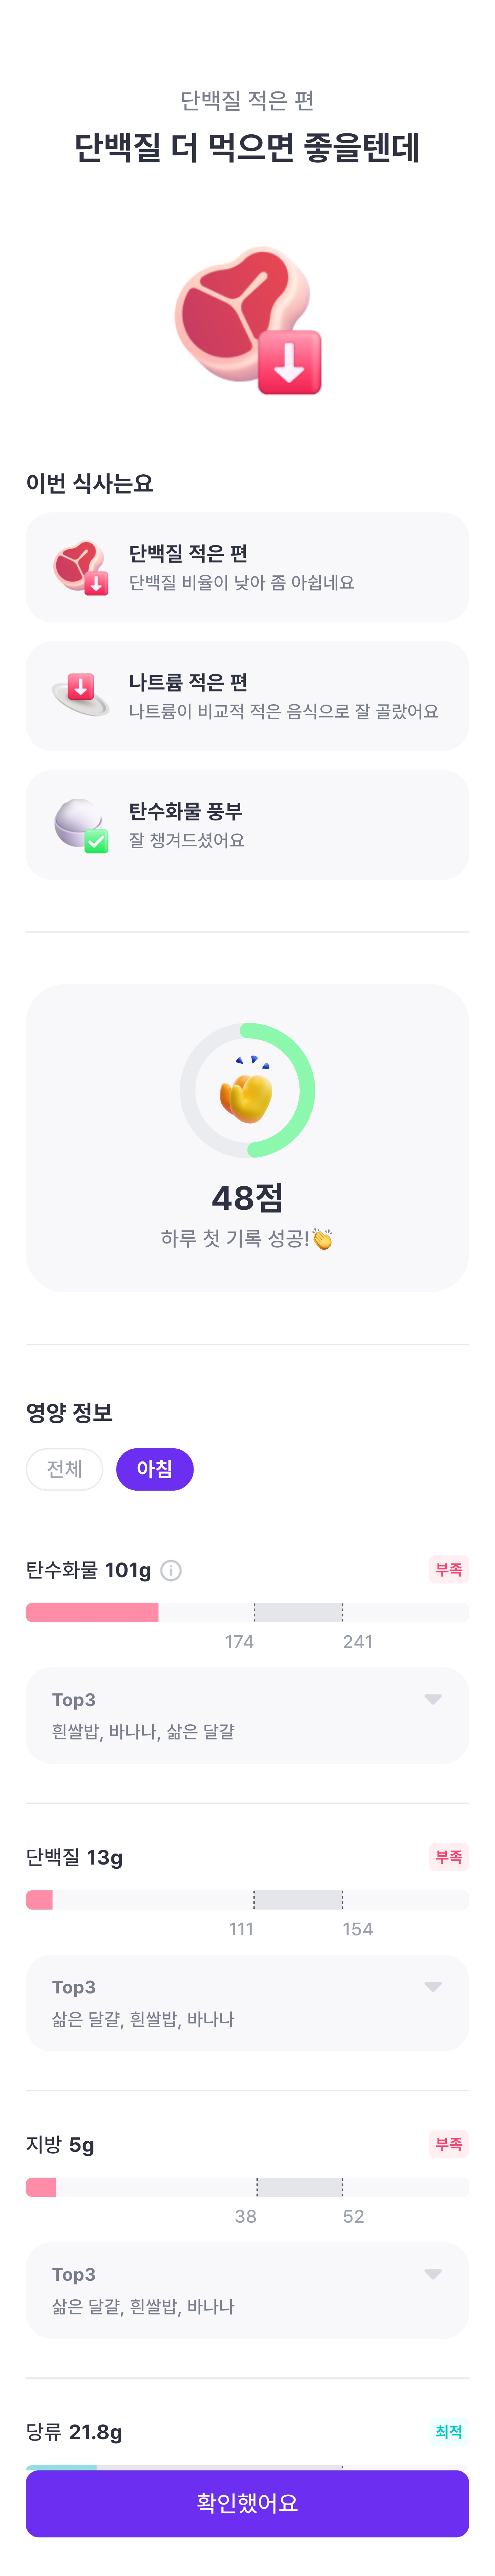 단백질 적은 편
단백질 더 먹으면 좋을텐데
이번 식사는요
단백질 적은 편
단백질 비율이 낮아 좀 아쉽네요
나트륨 적은 편
나트륨이 비교적 적은 음식으로 잘 골랐어요
탄수화물 풍부
잘 챙겨드셨어요
48점
하루 첫 기록 성공!👏
영양 정보
전체 아침
탄수화물 101g 부족
174 241
Top3
흰쌀밥, 바나나, 삶은 달걀
단백질 13g 부족
111 154
Top3
삶은 달걀, 흰쌀밥, 바나나
지방 5g 부족
38 52
Top3
삶은 달걀, 흰쌀밥, 바나나
당류 21.8g 최적
확인했어요